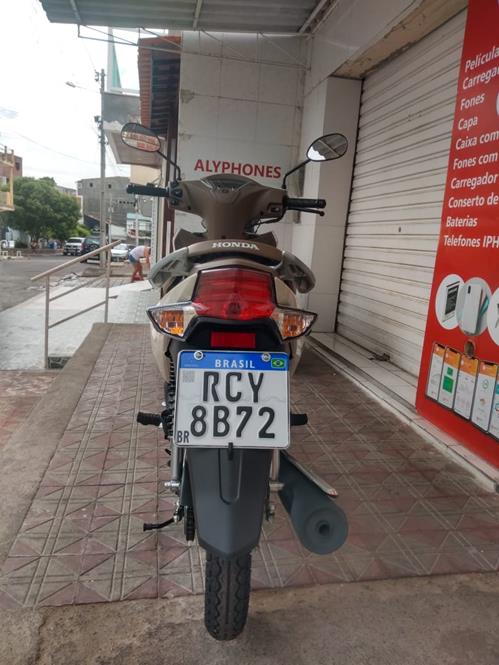 ALYPHONES
HONDA
BRASIL
RCY
8B72
BR
Película
Carregad
Fones
Capa
Caixa com
Fones com
Carregador
Conserto de
Baterias
Telefones IPH